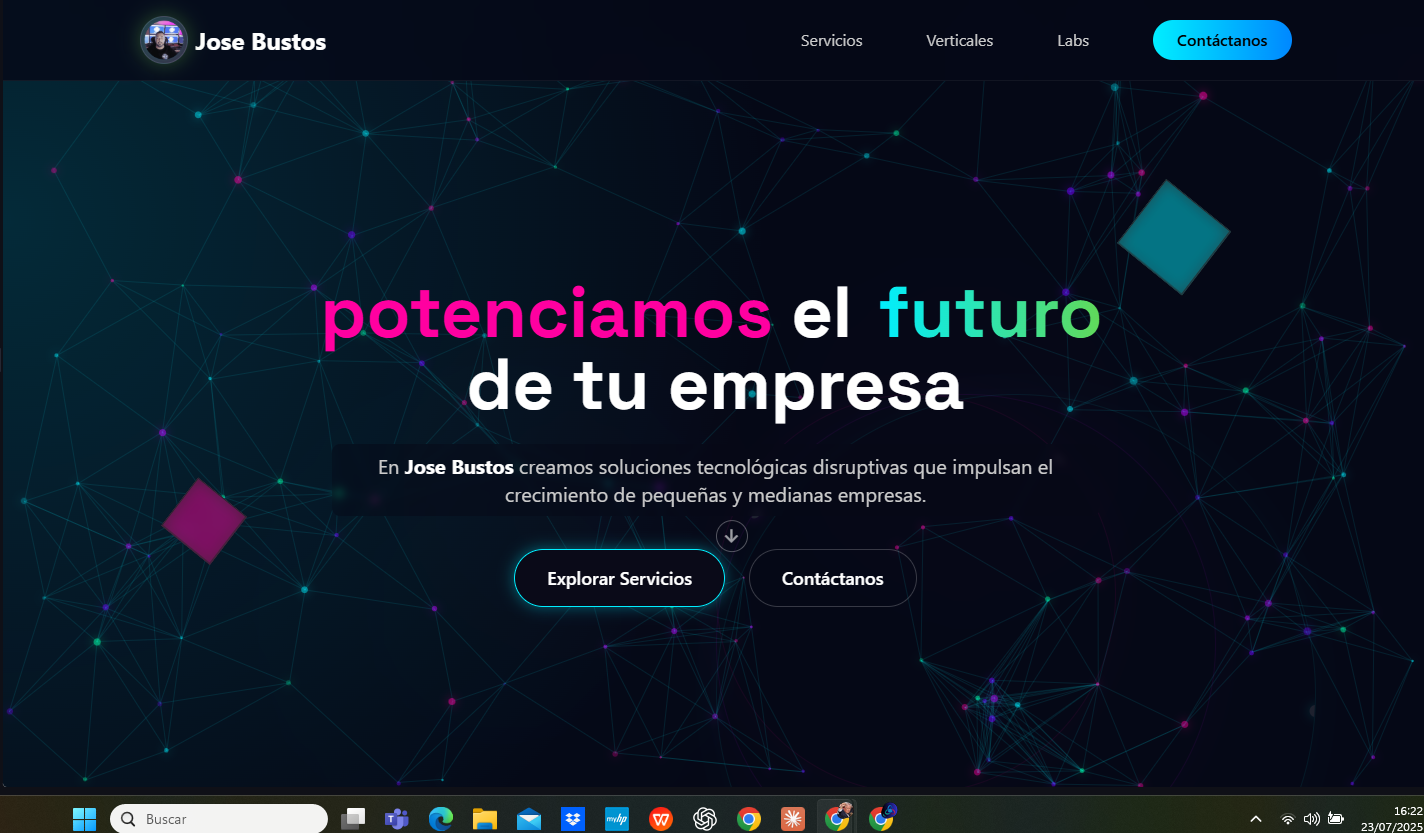 Jose Bustos
Servicios
Verticales
Labs
Contáctanos
potenciamos el futuro
de tu empresa
En Jose Bustos creamos soluciones tecnológicas disruptivas que impulsan el
crecimiento de pequeñas y medianas empresas.
Explorar Servicios
Contáctanos
Buscar
myhp
16:22
23/07/2025